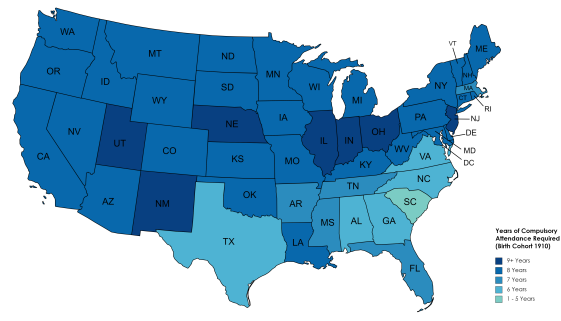 WA
MT
ND
MN
VT
ME
OR
ID
SD
WI
MI
NY
NH
MA
CT
RI
WY
IA
NE
PA
NJ
NV
UT
CO
IL
IN
OH
DE
MD
DC
WV
VA
CA
KS
MO
KY
NC
TN
AZ
NM
OK
AR
SC
MS
AL
GA
TX
LA
FL
Years of Compulsory
Attendance Required
(Birth Cohort 1910)
9+ Years
8 Years
7 Years
6 Years
1 - 5 Years